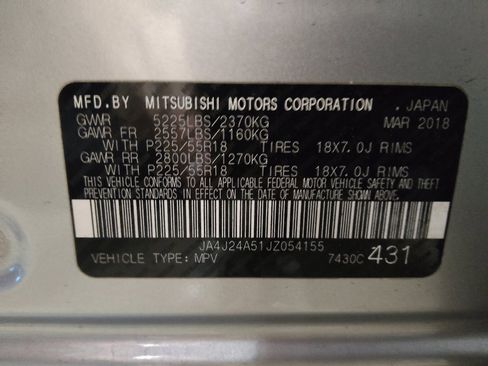 MFD.BY MITSUBISHI MOTORS CORPORATION . JAPAN
GVWR 5225LBS/2370KG MAR 2018
GAWR FR 2557LBS/1160KG
WITH P225/55R18 TIRES 18X7.0J RIMS
GAWR RR 2800LBS/1270KG
WITH P225/55R18 TIRES 18X7.0J RIMS
THIS VEHICLE CONFORMS TO ALL APPLICABLE FEDERAL MOTOR VEHICLE SAFETY AND THEFT
PREVENTION STANDARDS IN EFFECT ON THE DATE OF MANUFACTURE SHOWN ABOVE.
JA4J24A51JZ054155
VEHICLE TYPE: MPV 7430C 431